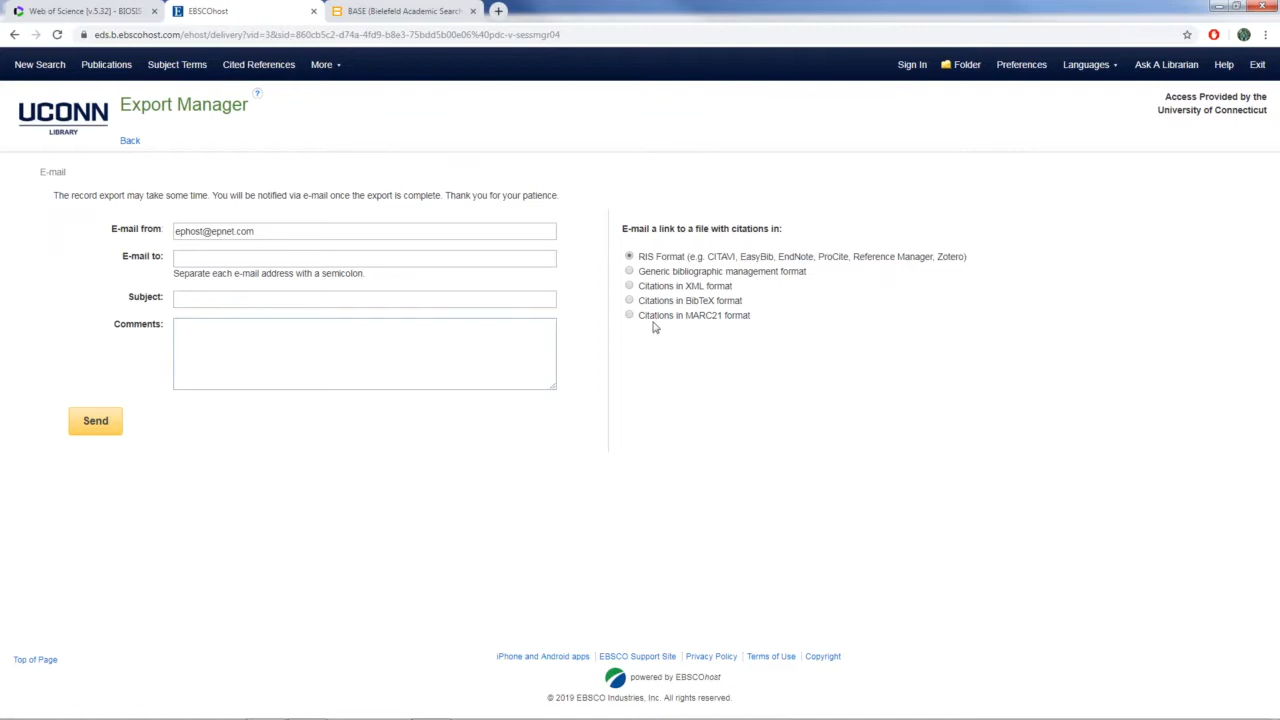 Web of Science [v.5.32] - BIOSIS
EBSCOhost
BASE (Bielefeld Academic Search
eds.b.ebscohost.com/ehost/delivery?vid=3&sid=860cb5c2-d74a-4fd9-b8e3-75bdd5b00e06%40pdc-v-sessmgr04
New Search Publications Subject Terms Cited References More
Sign In Folder Preferences Languages Ask A Librarian Help Exit
UCONN
LIBRARY
Export Manager
?
Back
Access Provided by the
University of Connecticut
E-mail
The record export may take some time. You will be notified via e-mail once the export is complete. Thank you for your patience.
E-mail from: ephost@epnet.com
E-mail to:
Separate each e-mail address with a semicolon.
Subject:
Comments:
Send
E-mail a link to a file with citations in:
RIS Format (e.g. CITAVI, EasyBib, EndNote, ProCite, Reference Manager, Zotero)
Generic bibliographic management format
Citations in XML format
Citations in BibTeX format
Citations in MARC21 format
Top of Page
iPhone and Android apps | EBSCO Support Site | Privacy Policy | Terms of Use | Copyright
powered by EBSCOhost
© 2019 EBSCO Industries, Inc. All rights reserved.